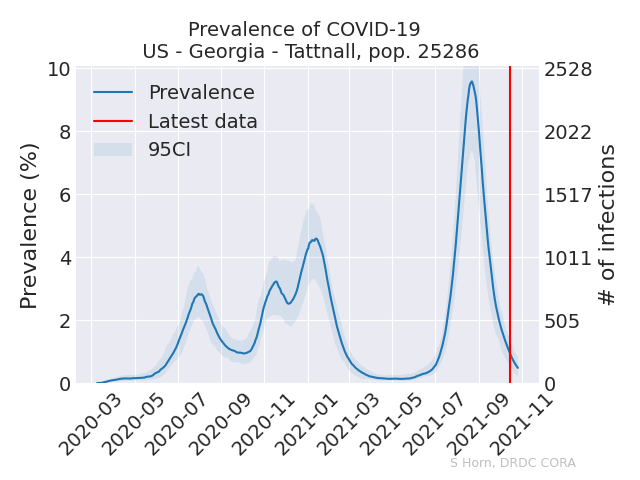 Prevalence of COVID-19
US - Georgia - Tattnall, pop. 25286
Prevalence
Latest data
95CI
Prevalence (%)
10
8
6
4
2
0
# of infections
2528
2022
1517
1011
505
0
2020-03
2020-05
2020-07
2020-09
2020-11
2021-01
2021-03
2021-05
2021-07
2021-09
2021-11
S Horn, DRDC CORA